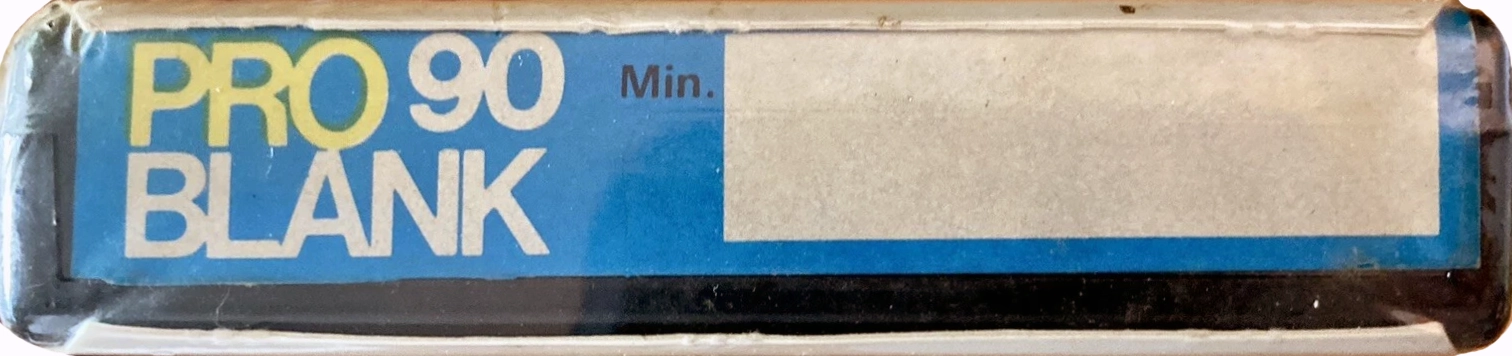 PRO 90 Min.
BLANK